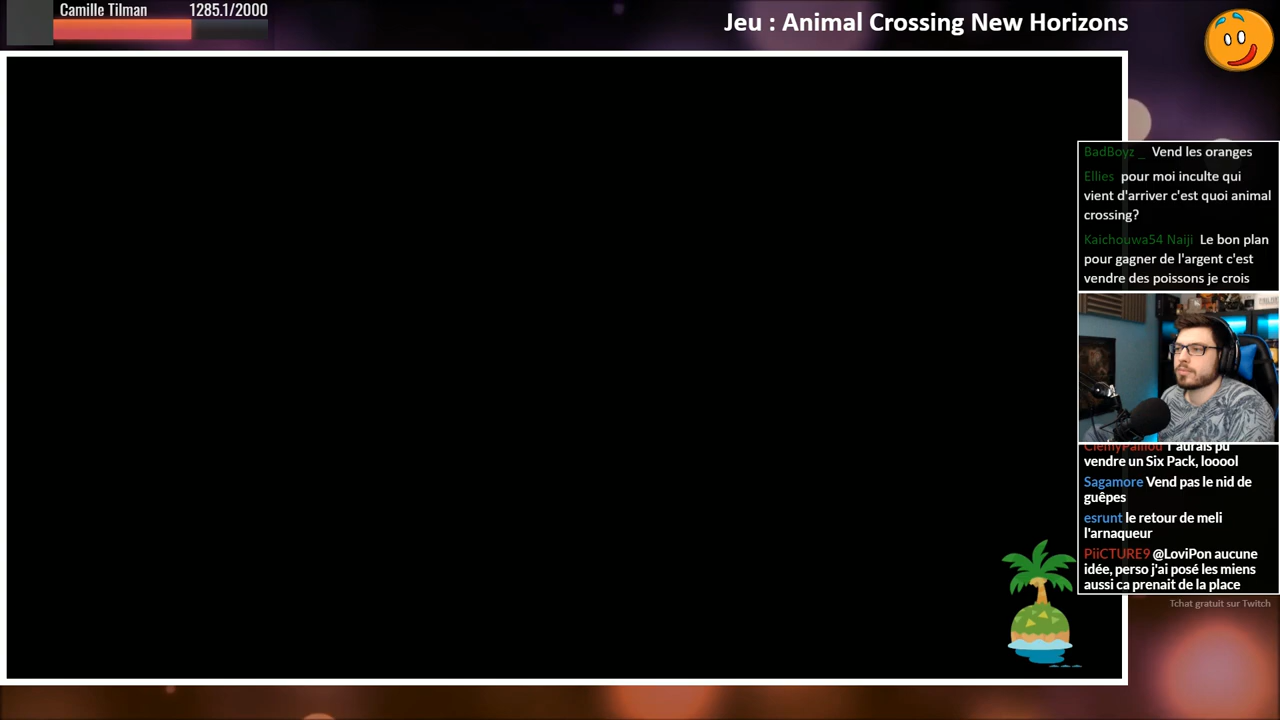 Camille Tilman 1285.1/2000
Jeu : Animal Crossing New Horizons
BadBoyz _ Vend les oranges
Ellies pour moi inculte qui
vient d'arriver c'est quoi animal
crossing?
Kaichouwa54 Naiji Le bon plan
pour gagner de l'argent c'est
vendre des poissons je crois
ClemyPaillou T'aurais pu
vendre un Six Pack, looool
Sagamore Vend pas le nid de
guêpes
esrunt le retour de meli
l'arnaqueur
PiiCTURE9 @LoviPon aucune
idée, perso j'ai posé les miens
aussi ca prenait de la place
Tchat gratuit sur Twitch